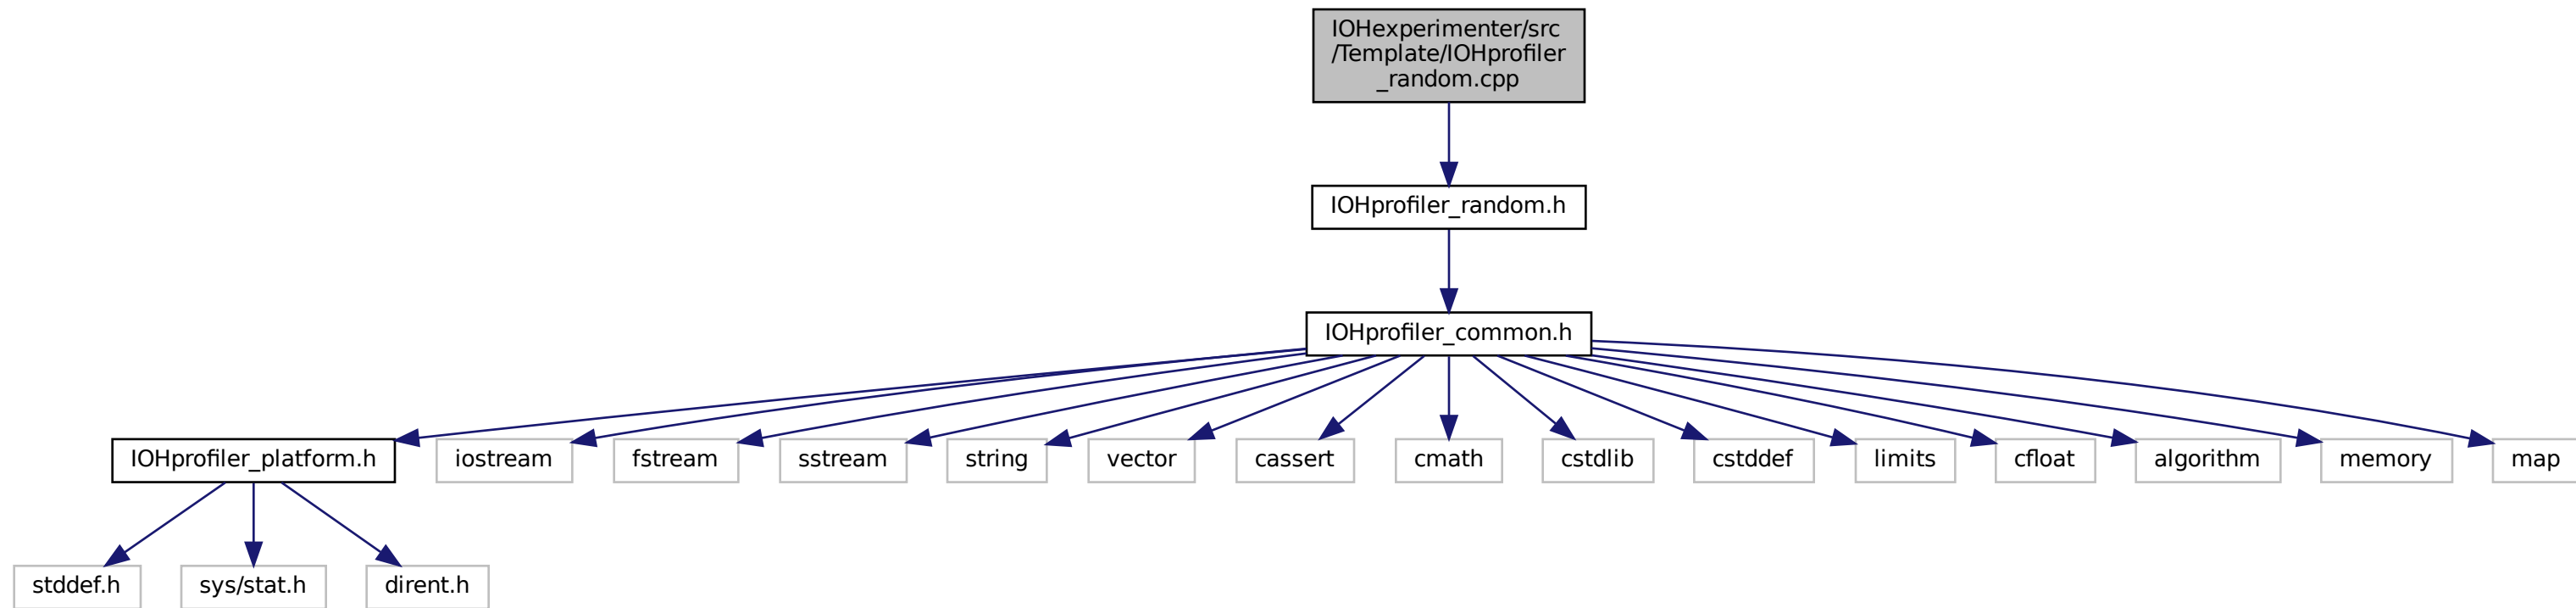 IOHexperimenter/src
/Template/IOHprofiler
_random.cpp
IOHprofiler_random.h
IOHprofiler_common.h
IOHprofiler_platform.h
iostream
fstream
sstream
string
vector
cassert
cmath
cstdlib
cstddef
limits
cfloat
algorithm
memory
map
stddef.h
sys/stat.h
dirent.h